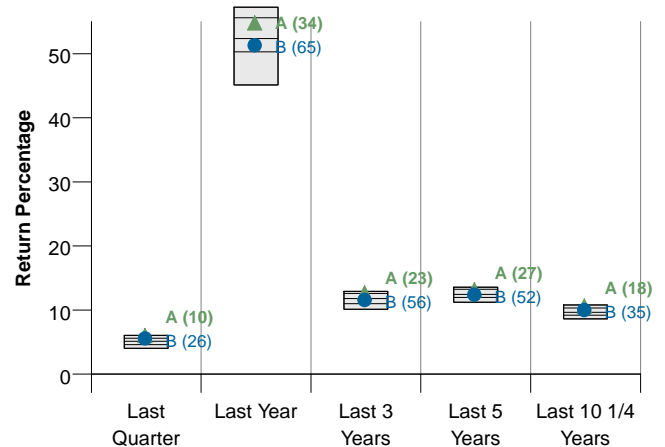 Return Percentage
50
40
30
20
10
0
A (10)
B (26)
A (34)
B (65)
A (23)
B (56)
A (27)
B (52)
A (18)
B (35)
Last
Quarter
Last Year
Last 3
Years
Last 5
Years
Last 10 1/4
Years